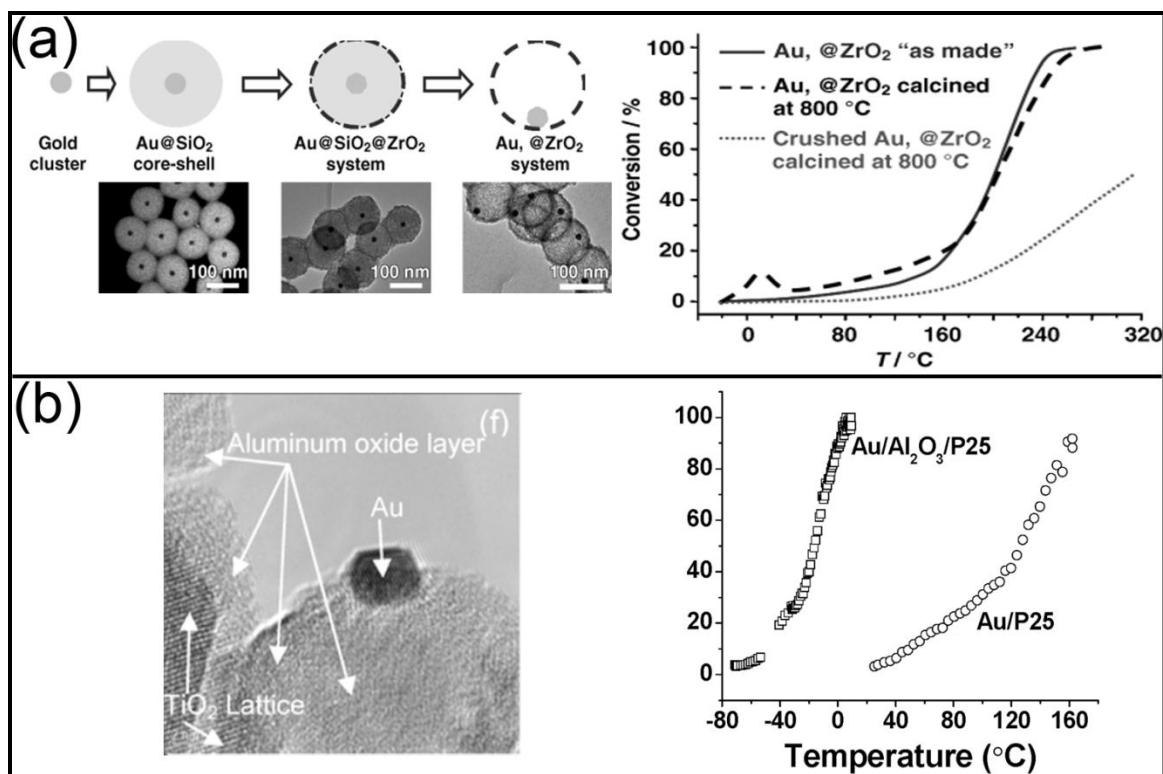 (a)
Gold
cluster
Au@SiO₂
core-shell
Au@SiO₂@ZrO₂
system
Au, @ZrO₂
system
100 nm
100 nm
100 nm
Au, @ZrO₂ "as made"
Au, @ZrO₂ calcined
at 800 °C
Crushed Au, @ZrO₂
calcined at 800 °C
Conversion / %
100
80
60
40
20
0
0
80
160
240
320
T / °C
(b)
(f)
Aluminum oxide layer
Au
TiO₂ Lattice
100
80
60
40
20
0
Au/Al₂O₃/P25
Au/P25
-80
-40
0
40
80
120
160
Temperature (°C)